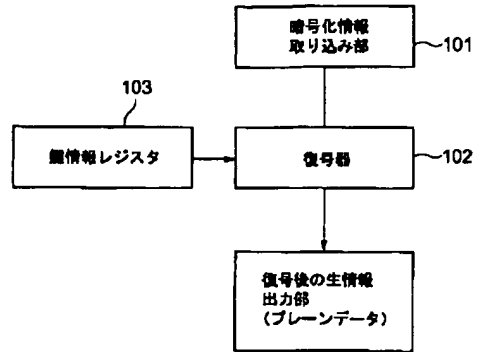 暗号化情報
取り込み部
101
103
鍵情報レジスタ
復号器
102
復号後の生情報
出力部
(プレーンデータ)